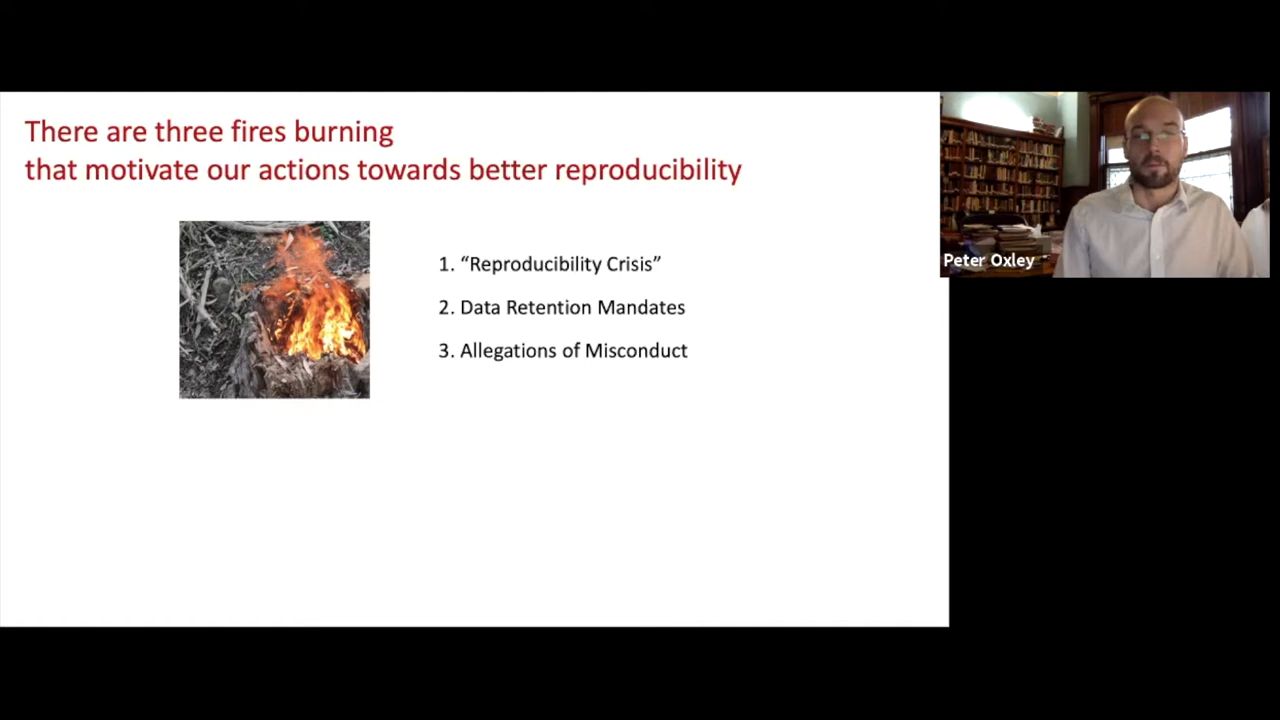 There are three fires burning
that motivate our actions towards better reproducibility
1. “Reproducibility Crisis”
2. Data Retention Mandates
3. Allegations of Misconduct
Peter Oxley